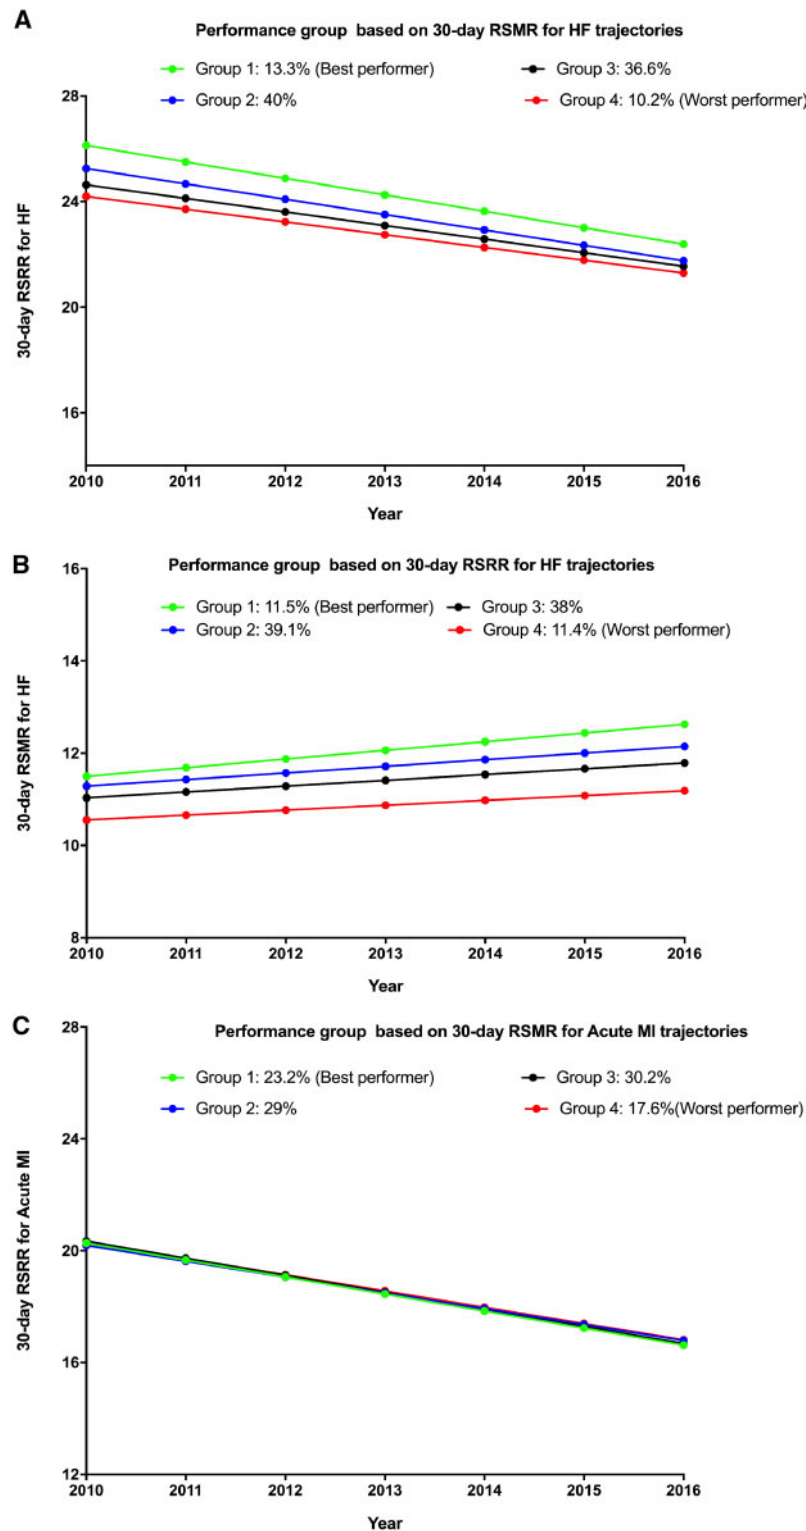 A
Performance group based on 30-day RSMR for HF trajectories
Group 1: 13.3% (Best performer)
Group 3: 36.6%
Group 2: 40%
Group 4: 10.2% (Worst performer)
28
24
20
16
30-day RSRR for HF
2010 2011 2012 2013 2014 2015 2016
Year
B
Performance group based on 30-day RSRR for HF trajectories
Group 1: 11.5% (Best performer)
Group 3: 38%
Group 2: 39.1%
Group 4: 11.4% (Worst performer)
16
14
12
10
8
30-day RSMR for HF
2010 2011 2012 2013 2014 2015 2016
Year
C
Performance group based on 30-day RSMR for Acute MI trajectories
Group 1: 23.2% (Best performer)
Group 3: 30.2%
Group 2: 29%
Group 4: 17.6%(Worst performer)
28
24
20
16
12
30-day RSRR for Acute MI
2010 2011 2012 2013 2014 2015 2016
Year